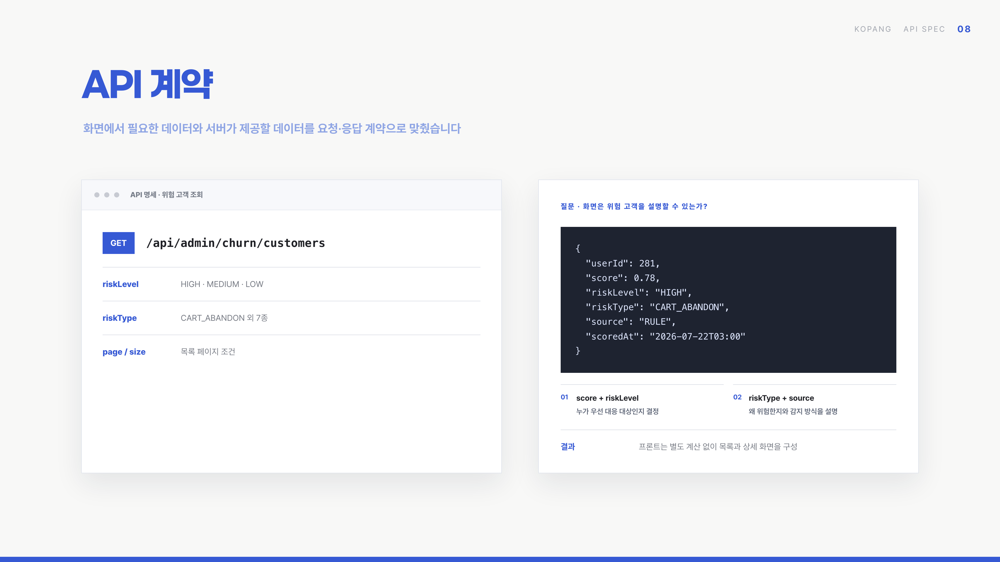 KOPANG API SPEC 08
API 계약
화면에서 필요한 데이터와 서버가 제공할 데이터를 요청·응답 계약으로 맞췄습니다
API 명세 · 위험 고객 조회
GET /api/admin/churn/customers
riskLevel HIGH · MEDIUM · LOW
riskType CART_ABANDON 외 7종
page / size 목록 페이지 조건
질문 · 화면은 위험 고객을 설명할 수 있는가?
{
"userId": 281,
"score": 0.78,
"riskLevel": "HIGH",
"riskType": "CART_ABANDON",
"source": "RULE",
"scoredAt": "2026-07-22T03:00"
}
01 score + riskLevel
누가 우선 대응 대상인지 결정
02 riskType + source
왜 위험한지와 감지 방식을 설명
결과 프론트는 별도 계산 없이 목록과 상세 화면을 구성